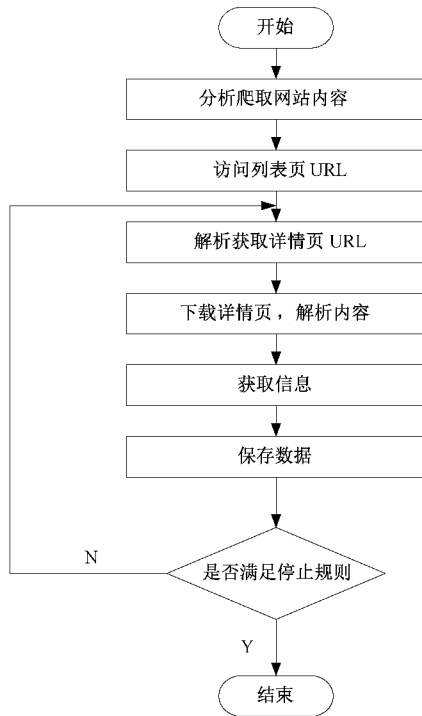 开始
分析爬取网站内容
访问列表页 URL
解析获取详情页 URL
下载详情页，解析内容
获取信息
保存数据
是否满足停止规则
N
Y
结束